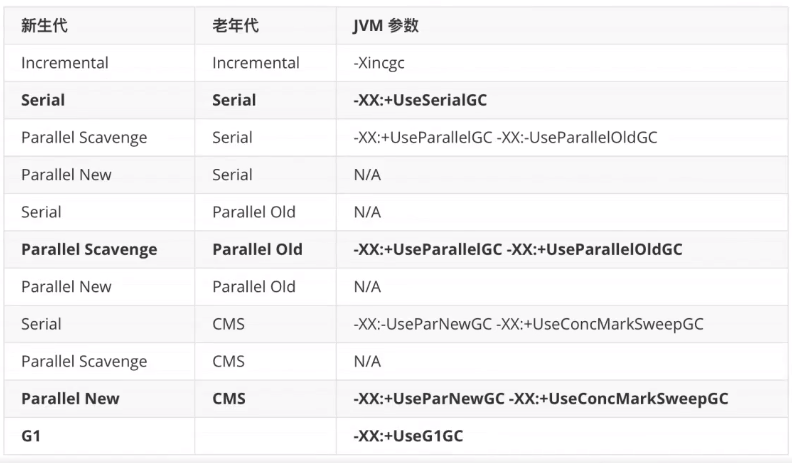 新生代 老年代 JVM 参数
Incremental Incremental -Xincgc
Serial Serial -XX:+UseSerialGC
Parallel Scavenge Serial -XX:+UseParallelGC -XX:-UseParallelOldGC
Parallel New Serial N/A
Serial Parallel Old N/A
Parallel Scavenge Parallel Old -XX:+UseParallelGC -XX:+UseParallelOldGC
Parallel New Parallel Old N/A
Serial CMS -XX:-UseParNewGC -XX:+UseConcMarkSweepGC
Parallel Scavenge CMS N/A
Parallel New CMS -XX:+UseParNewGC -XX:+UseConcMarkSweepGC
G1 -XX:+UseG1GC